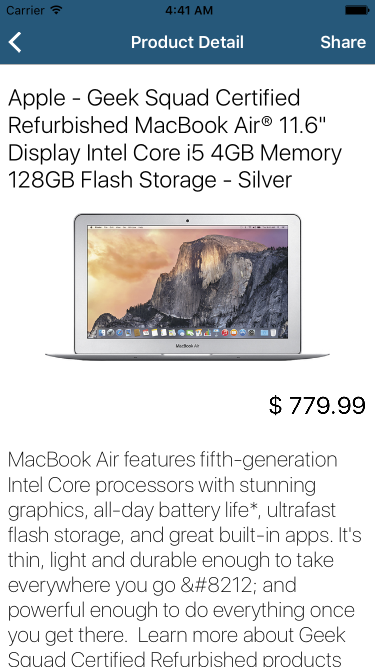 Carrier 4:41 AM
Product Detail Share
Apple - Geek Squad Certified
Refurbished MacBook Air® 11.6"
Display Intel Core i5 4GB Memory
128GB Flash Storage - Silver
MacBook Air
$ 779.99
MacBook Air features fifth-generation
Intel Core processors with stunning
graphics, all-day battery life*, ultrafast
flash storage, and great built-in apps. It's
thin, light and durable enough to take
everywhere you go &#8212; and
powerful enough to do everything once
you get there.  Learn more about Geek
Squad Certified Refurbished products